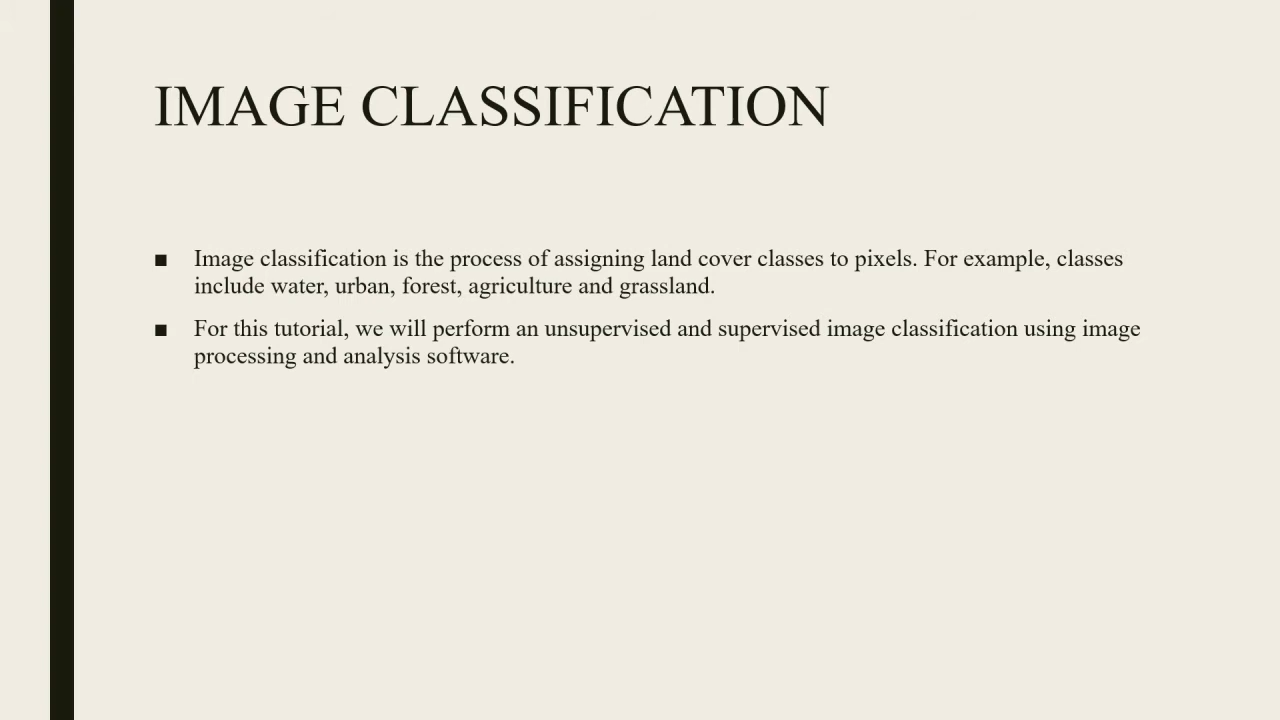 IMAGE CLASSIFICATION
■ Image classification is the process of assigning land cover classes to pixels. For example, classes
include water, urban, forest, agriculture and grassland.
■ For this tutorial, we will perform an unsupervised and supervised image classification using image
processing and analysis software.